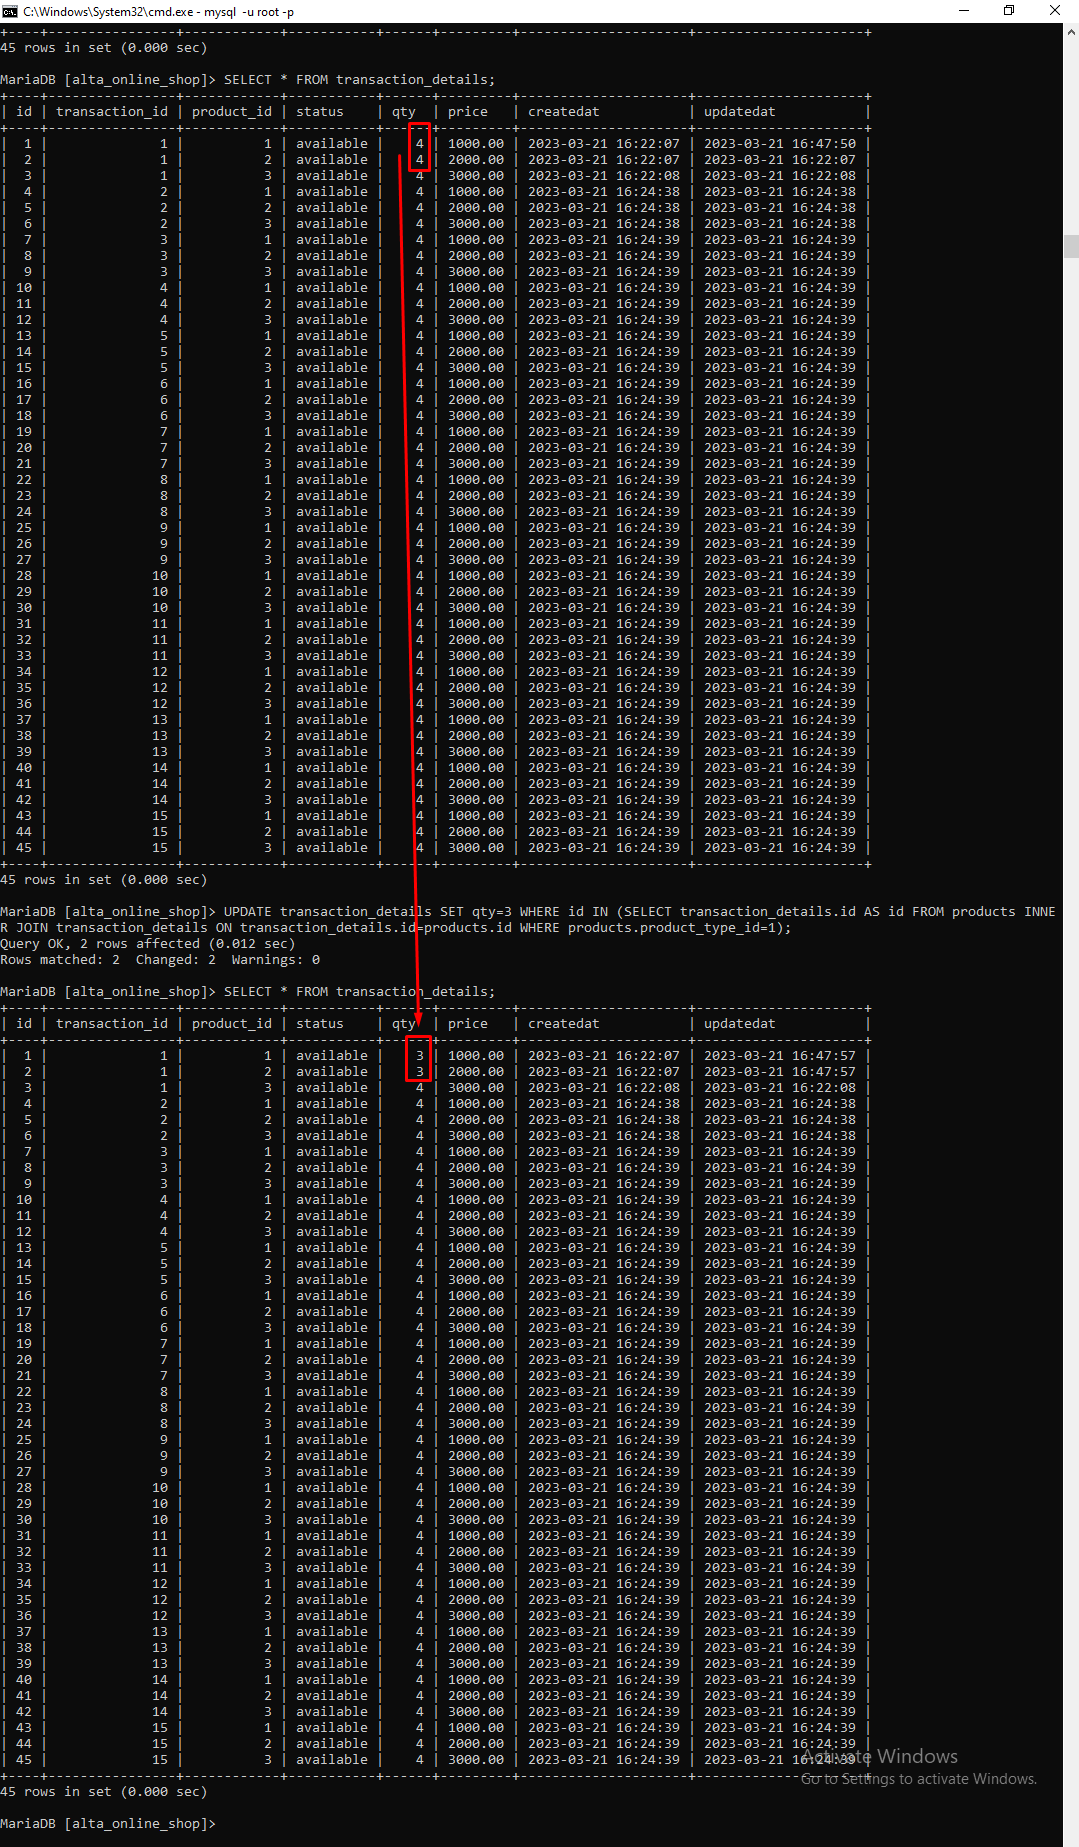 C:\Windows\System32\cmd.exe - mysql  -u root -p
+----+----------------+------------+-----------+------+---------+---------------------+---------------------+
45 rows in set (0.000 sec)
MariaDB [alta_online_shop]> SELECT * FROM transaction_details;
+----+----------------+------------+-----------+------+---------+---------------------+---------------------+
| id | transaction_id | product_id | status    | qty  | price   | createdat           | updatedat           |
+----+----------------+------------+-----------+------+---------+---------------------+---------------------+
|  1 |              1 |          1 | available |    4 | 1000.00 | 2023-03-21 16:22:07 | 2023-03-21 16:47:50 |
|  2 |              1 |          2 | available |    4 | 2000.00 | 2023-03-21 16:22:07 | 2023-03-21 16:22:07 |
|  3 |              1 |          3 | available |    4 | 3000.00 | 2023-03-21 16:22:08 | 2023-03-21 16:22:08 |
|  4 |              2 |          1 | available |    4 | 1000.00 | 2023-03-21 16:24:38 | 2023-03-21 16:24:38 |
|  5 |              2 |          2 | available |    4 | 2000.00 | 2023-03-21 16:24:38 | 2023-03-21 16:24:38 |
|  6 |              2 |          3 | available |    4 | 3000.00 | 2023-03-21 16:24:38 | 2023-03-21 16:24:38 |
|  7 |              3 |          1 | available |    4 | 1000.00 | 2023-03-21 16:24:39 | 2023-03-21 16:24:39 |
|  8 |              3 |          2 | available |    4 | 2000.00 | 2023-03-21 16:24:39 | 2023-03-21 16:24:39 |
|  9 |              3 |          3 | available |    4 | 3000.00 | 2023-03-21 16:24:39 | 2023-03-21 16:24:39 |
| 10 |              4 |          1 | available |    4 | 1000.00 | 2023-03-21 16:24:39 | 2023-03-21 16:24:39 |
| 11 |              4 |          2 | available |    4 | 2000.00 | 2023-03-21 16:24:39 | 2023-03-21 16:24:39 |
| 12 |              4 |          3 | available |    4 | 3000.00 | 2023-03-21 16:24:39 | 2023-03-21 16:24:39 |
| 13 |              5 |          1 | available |    4 | 1000.00 | 2023-03-21 16:24:39 | 2023-03-21 16:24:39 |
| 14 |              5 |          2 | available |    4 | 2000.00 | 2023-03-21 16:24:39 | 2023-03-21 16:24:39 |
| 15 |              5 |          3 | available |    4 | 3000.00 | 2023-03-21 16:24:39 | 2023-03-21 16:24:39 |
| 16 |              6 |          1 | available |    4 | 1000.00 | 2023-03-21 16:24:39 | 2023-03-21 16:24:39 |
| 17 |              6 |          2 | available |    4 | 2000.00 | 2023-03-21 16:24:39 | 2023-03-21 16:24:39 |
| 18 |              6 |          3 | available |    4 | 3000.00 | 2023-03-21 16:24:39 | 2023-03-21 16:24:39 |
| 19 |              7 |          1 | available |    4 | 1000.00 | 2023-03-21 16:24:39 | 2023-03-21 16:24:39 |
| 20 |              7 |          2 | available |    4 | 2000.00 | 2023-03-21 16:24:39 | 2023-03-21 16:24:39 |
| 21 |              7 |          3 | available |    4 | 3000.00 | 2023-03-21 16:24:39 | 2023-03-21 16:24:39 |
| 22 |              8 |          1 | available |    4 | 1000.00 | 2023-03-21 16:24:39 | 2023-03-21 16:24:39 |
| 23 |              8 |          2 | available |    4 | 2000.00 | 2023-03-21 16:24:39 | 2023-03-21 16:24:39 |
| 24 |              8 |          3 | available |    4 | 3000.00 | 2023-03-21 16:24:39 | 2023-03-21 16:24:39 |
| 25 |              9 |          1 | available |    4 | 1000.00 | 2023-03-21 16:24:39 | 2023-03-21 16:24:39 |
| 26 |              9 |          2 | available |    4 | 2000.00 | 2023-03-21 16:24:39 | 2023-03-21 16:24:39 |
| 27 |              9 |          3 | available |    4 | 3000.00 | 2023-03-21 16:24:39 | 2023-03-21 16:24:39 |
| 28 |             10 |          1 | available |    4 | 1000.00 | 2023-03-21 16:24:39 | 2023-03-21 16:24:39 |
| 29 |             10 |          2 | available |    4 | 2000.00 | 2023-03-21 16:24:39 | 2023-03-21 16:24:39 |
| 30 |             10 |          3 | available |    4 | 3000.00 | 2023-03-21 16:24:39 | 2023-03-21 16:24:39 |
| 31 |             11 |          1 | available |    4 | 1000.00 | 2023-03-21 16:24:39 | 2023-03-21 16:24:39 |
| 32 |             11 |          2 | available |    4 | 2000.00 | 2023-03-21 16:24:39 | 2023-03-21 16:24:39 |
| 33 |             11 |          3 | available |    4 | 3000.00 | 2023-03-21 16:24:39 | 2023-03-21 16:24:39 |
| 34 |             12 |          1 | available |    4 | 1000.00 | 2023-03-21 16:24:39 | 2023-03-21 16:24:39 |
| 35 |             12 |          2 | available |    4 | 2000.00 | 2023-03-21 16:24:39 | 2023-03-21 16:24:39 |
| 36 |             12 |          3 | available |    4 | 3000.00 | 2023-03-21 16:24:39 | 2023-03-21 16:24:39 |
| 37 |             13 |          1 | available |    4 | 1000.00 | 2023-03-21 16:24:39 | 2023-03-21 16:24:39 |
| 38 |             13 |          2 | available |    4 | 2000.00 | 2023-03-21 16:24:39 | 2023-03-21 16:24:39 |
| 39 |             13 |          3 | available |    4 | 3000.00 | 2023-03-21 16:24:39 | 2023-03-21 16:24:39 |
| 40 |             14 |          1 | available |    4 | 1000.00 | 2023-03-21 16:24:39 | 2023-03-21 16:24:39 |
| 41 |             14 |          2 | available |    4 | 2000.00 | 2023-03-21 16:24:39 | 2023-03-21 16:24:39 |
| 42 |             14 |          3 | available |    4 | 3000.00 | 2023-03-21 16:24:39 | 2023-03-21 16:24:39 |
| 43 |             15 |          1 | available |    4 | 1000.00 | 2023-03-21 16:24:39 | 2023-03-21 16:24:39 |
| 44 |             15 |          2 | available |    4 | 2000.00 | 2023-03-21 16:24:39 | 2023-03-21 16:24:39 |
| 45 |             15 |          3 | available |    4 | 3000.00 | 2023-03-21 16:24:39 | 2023-03-21 16:24:39 |
+----+----------------+------------+-----------+------+---------+---------------------+---------------------+
45 rows in set (0.000 sec)
MariaDB [alta_online_shop]> UPDATE transaction_details SET qty=3 WHERE id IN (SELECT transaction_details.id AS id FROM products INNE
R JOIN transaction_details ON transaction_details.id=products.id WHERE products.product_type_id=1);
Query OK, 2 rows affected (0.012 sec)
Rows matched: 2  Changed: 2  Warnings: 0
MariaDB [alta_online_shop]> SELECT * FROM transaction_details;
+----+----------------+------------+-----------+------+---------+---------------------+---------------------+
| id | transaction_id | product_id | status    | qty  | price   | createdat           | updatedat           |
+----+----------------+------------+-----------+------+---------+---------------------+---------------------+
|  1 |              1 |          1 | available |    3 | 1000.00 | 2023-03-21 16:22:07 | 2023-03-21 16:47:57 |
|  2 |              1 |          2 | available |    3 | 2000.00 | 2023-03-21 16:22:07 | 2023-03-21 16:47:57 |
|  3 |              1 |          3 | available |    4 | 3000.00 | 2023-03-21 16:22:08 | 2023-03-21 16:22:08 |
|  4 |              2 |          1 | available |    4 | 1000.00 | 2023-03-21 16:24:38 | 2023-03-21 16:24:38 |
|  5 |              2 |          2 | available |    4 | 2000.00 | 2023-03-21 16:24:38 | 2023-03-21 16:24:38 |
|  6 |              2 |          3 | available |    4 | 3000.00 | 2023-03-21 16:24:38 | 2023-03-21 16:24:38 |
|  7 |              3 |          1 | available |    4 | 1000.00 | 2023-03-21 16:24:39 | 2023-03-21 16:24:39 |
|  8 |              3 |          2 | available |    4 | 2000.00 | 2023-03-21 16:24:39 | 2023-03-21 16:24:39 |
|  9 |              3 |          3 | available |    4 | 3000.00 | 2023-03-21 16:24:39 | 2023-03-21 16:24:39 |
| 10 |              4 |          1 | available |    4 | 1000.00 | 2023-03-21 16:24:39 | 2023-03-21 16:24:39 |
| 11 |              4 |          2 | available |    4 | 2000.00 | 2023-03-21 16:24:39 | 2023-03-21 16:24:39 |
| 12 |              4 |          3 | available |    4 | 3000.00 | 2023-03-21 16:24:39 | 2023-03-21 16:24:39 |
| 13 |              5 |          1 | available |    4 | 1000.00 | 2023-03-21 16:24:39 | 2023-03-21 16:24:39 |
| 14 |              5 |          2 | available |    4 | 2000.00 | 2023-03-21 16:24:39 | 2023-03-21 16:24:39 |
| 15 |              5 |          3 | available |    4 | 3000.00 | 2023-03-21 16:24:39 | 2023-03-21 16:24:39 |
| 16 |              6 |          1 | available |    4 | 1000.00 | 2023-03-21 16:24:39 | 2023-03-21 16:24:39 |
| 17 |              6 |          2 | available |    4 | 2000.00 | 2023-03-21 16:24:39 | 2023-03-21 16:24:39 |
| 18 |              6 |          3 | available |    4 | 3000.00 | 2023-03-21 16:24:39 | 2023-03-21 16:24:39 |
| 19 |              7 |          1 | available |    4 | 1000.00 | 2023-03-21 16:24:39 | 2023-03-21 16:24:39 |
| 20 |              7 |          2 | available |    4 | 2000.00 | 2023-03-21 16:24:39 | 2023-03-21 16:24:39 |
| 21 |              7 |          3 | available |    4 | 3000.00 | 2023-03-21 16:24:39 | 2023-03-21 16:24:39 |
| 22 |              8 |          1 | available |    4 | 1000.00 | 2023-03-21 16:24:39 | 2023-03-21 16:24:39 |
| 23 |              8 |          2 | available |    4 | 2000.00 | 2023-03-21 16:24:39 | 2023-03-21 16:24:39 |
| 24 |              8 |          3 | available |    4 | 3000.00 | 2023-03-21 16:24:39 | 2023-03-21 16:24:39 |
| 25 |              9 |          1 | available |    4 | 1000.00 | 2023-03-21 16:24:39 | 2023-03-21 16:24:39 |
| 26 |              9 |          2 | available |    4 | 2000.00 | 2023-03-21 16:24:39 | 2023-03-21 16:24:39 |
| 27 |              9 |          3 | available |    4 | 3000.00 | 2023-03-21 16:24:39 | 2023-03-21 16:24:39 |
| 28 |             10 |          1 | available |    4 | 1000.00 | 2023-03-21 16:24:39 | 2023-03-21 16:24:39 |
| 29 |             10 |          2 | available |    4 | 2000.00 | 2023-03-21 16:24:39 | 2023-03-21 16:24:39 |
| 30 |             10 |          3 | available |    4 | 3000.00 | 2023-03-21 16:24:39 | 2023-03-21 16:24:39 |
| 31 |             11 |          1 | available |    4 | 1000.00 | 2023-03-21 16:24:39 | 2023-03-21 16:24:39 |
| 32 |             11 |          2 | available |    4 | 2000.00 | 2023-03-21 16:24:39 | 2023-03-21 16:24:39 |
| 33 |             11 |          3 | available |    4 | 3000.00 | 2023-03-21 16:24:39 | 2023-03-21 16:24:39 |
| 34 |             12 |          1 | available |    4 | 1000.00 | 2023-03-21 16:24:39 | 2023-03-21 16:24:39 |
| 35 |             12 |          2 | available |    4 | 2000.00 | 2023-03-21 16:24:39 | 2023-03-21 16:24:39 |
| 36 |             12 |          3 | available |    4 | 3000.00 | 2023-03-21 16:24:39 | 2023-03-21 16:24:39 |
| 37 |             13 |          1 | available |    4 | 1000.00 | 2023-03-21 16:24:39 | 2023-03-21 16:24:39 |
| 38 |             13 |          2 | available |    4 | 2000.00 | 2023-03-21 16:24:39 | 2023-03-21 16:24:39 |
| 39 |             13 |          3 | available |    4 | 3000.00 | 2023-03-21 16:24:39 | 2023-03-21 16:24:39 |
| 40 |             14 |          1 | available |    4 | 1000.00 | 2023-03-21 16:24:39 | 2023-03-21 16:24:39 |
| 41 |             14 |          2 | available |    4 | 2000.00 | 2023-03-21 16:24:39 | 2023-03-21 16:24:39 |
| 42 |             14 |          3 | available |    4 | 3000.00 | 2023-03-21 16:24:39 | 2023-03-21 16:24:39 |
| 43 |             15 |          1 | available |    4 | 1000.00 | 2023-03-21 16:24:39 | 2023-03-21 16:24:39 |
| 44 |             15 |          2 | available |    4 | 2000.00 | 2023-03-21 16:24:39 | 2023-03-21 16:24:39 |
| 45 |             15 |          3 | available |    4 | 3000.00 | 2023-03-21 16:24:39 | 2023-03-21 16:24:39 |
+----+----------------+------------+-----------+------+---------+---------------------+---------------------+
45 rows in set (0.000 sec)
MariaDB [alta_online_shop]>
Activate Windows
Go to Settings to activate Windows.